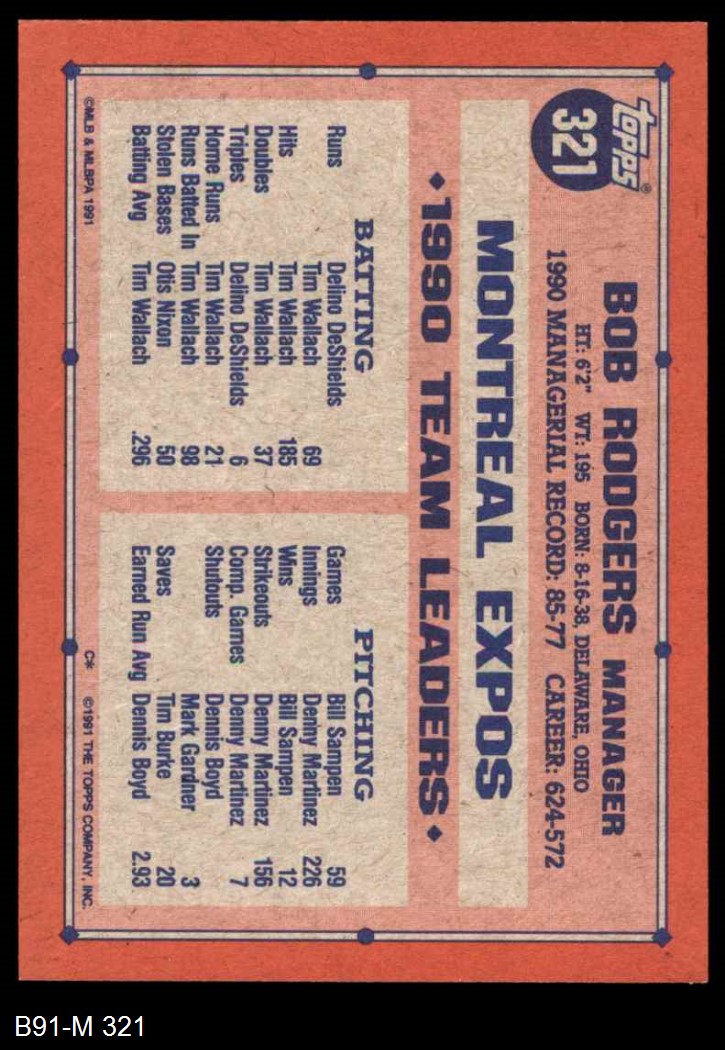 topps®
321
BOB RODGERS MANAGER
HT: 6'2" WT: 195 BORN: 8-16-38, DELAWARE, OHIO
1990 MANAGERIAL RECORD: 85-77 CAREER: 624-572
MONTREAL EXPOS
♦1990 TEAM LEADERS♦
BATTING
Runs Delino DeShields 69
Hits Tim Wallach 185
Doubles Tim Wallach 37
Triples Delino DeShields 6
Home Runs Tim Wallach 21
Runs Batted In Tim Wallach 98
Stolen Bases Otis Nixon 50
Batting Avg Tim Wallach .296
PITCHING
Games Bill Sampen 59
Innings Denny Martinez 226
Wins Bill Sampen 12
Strikeouts Denny Martinez 156
Comp. Games Denny Martinez 7
Shutouts Dennis Boyd
Mark Gardner 3
Saves Tim Burke 20
Earned Run Avg Dennis Boyd 2.93
©MLB & MLBPA 1991
C* ©1991 THE TOPPS COMPANY, INC.
B91-M 321